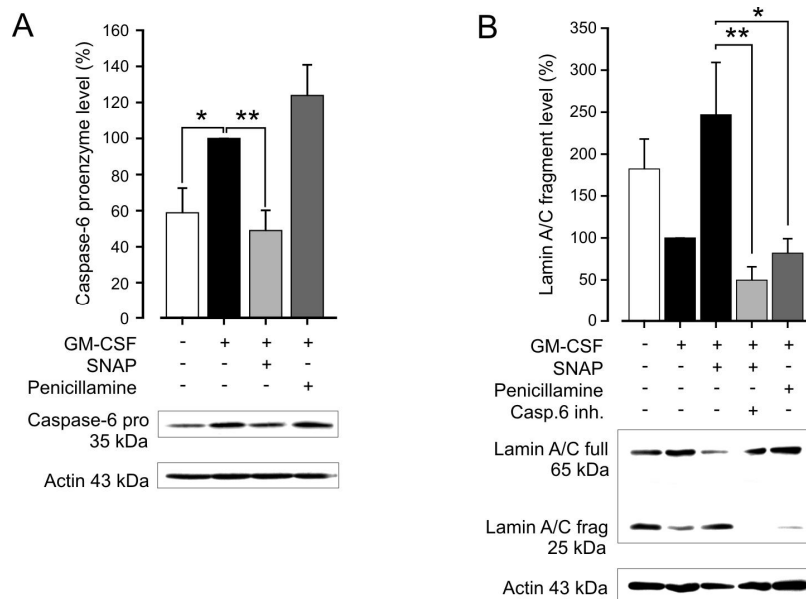 A
Caspase-6 proenzyme level (%)
160
140
120
100
80
60
40
20
0
* **
GM-CSF - + + +
SNAP - - + -
Penicillamine - - - +
Caspase-6 pro
35 kDa
Actin 43 kDa
B
Lamin A/C fragment level (%)
350
300
250
200
150
100
50
0
*
**
GM-CSF - + + + +
SNAP - - + + -
Penicillamine - - - - +
Casp.6 inh. - - - + -
Lamin A/C full
65 kDa
Lamin A/C frag
25 kDa
Actin 43 kDa